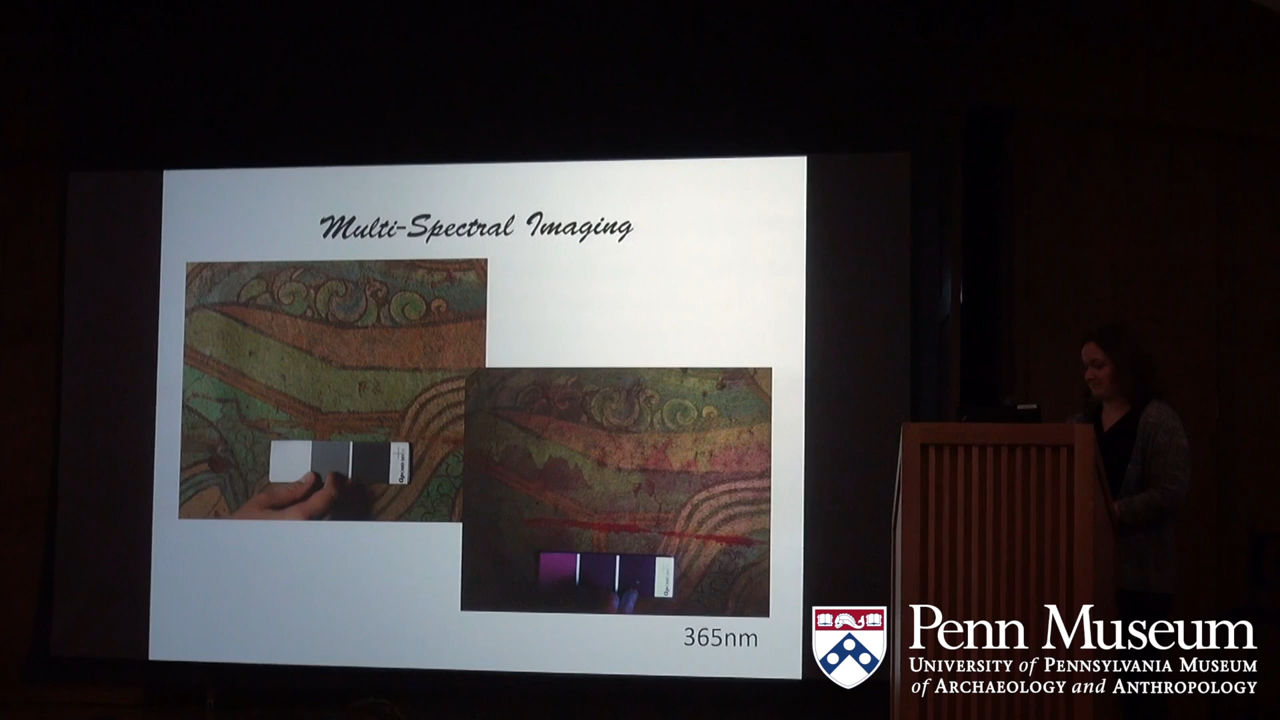 Multi-Spectral Imaging
365nm
Penn Museum
University of Pennsylvania Museum
of Archaeology and Anthropology